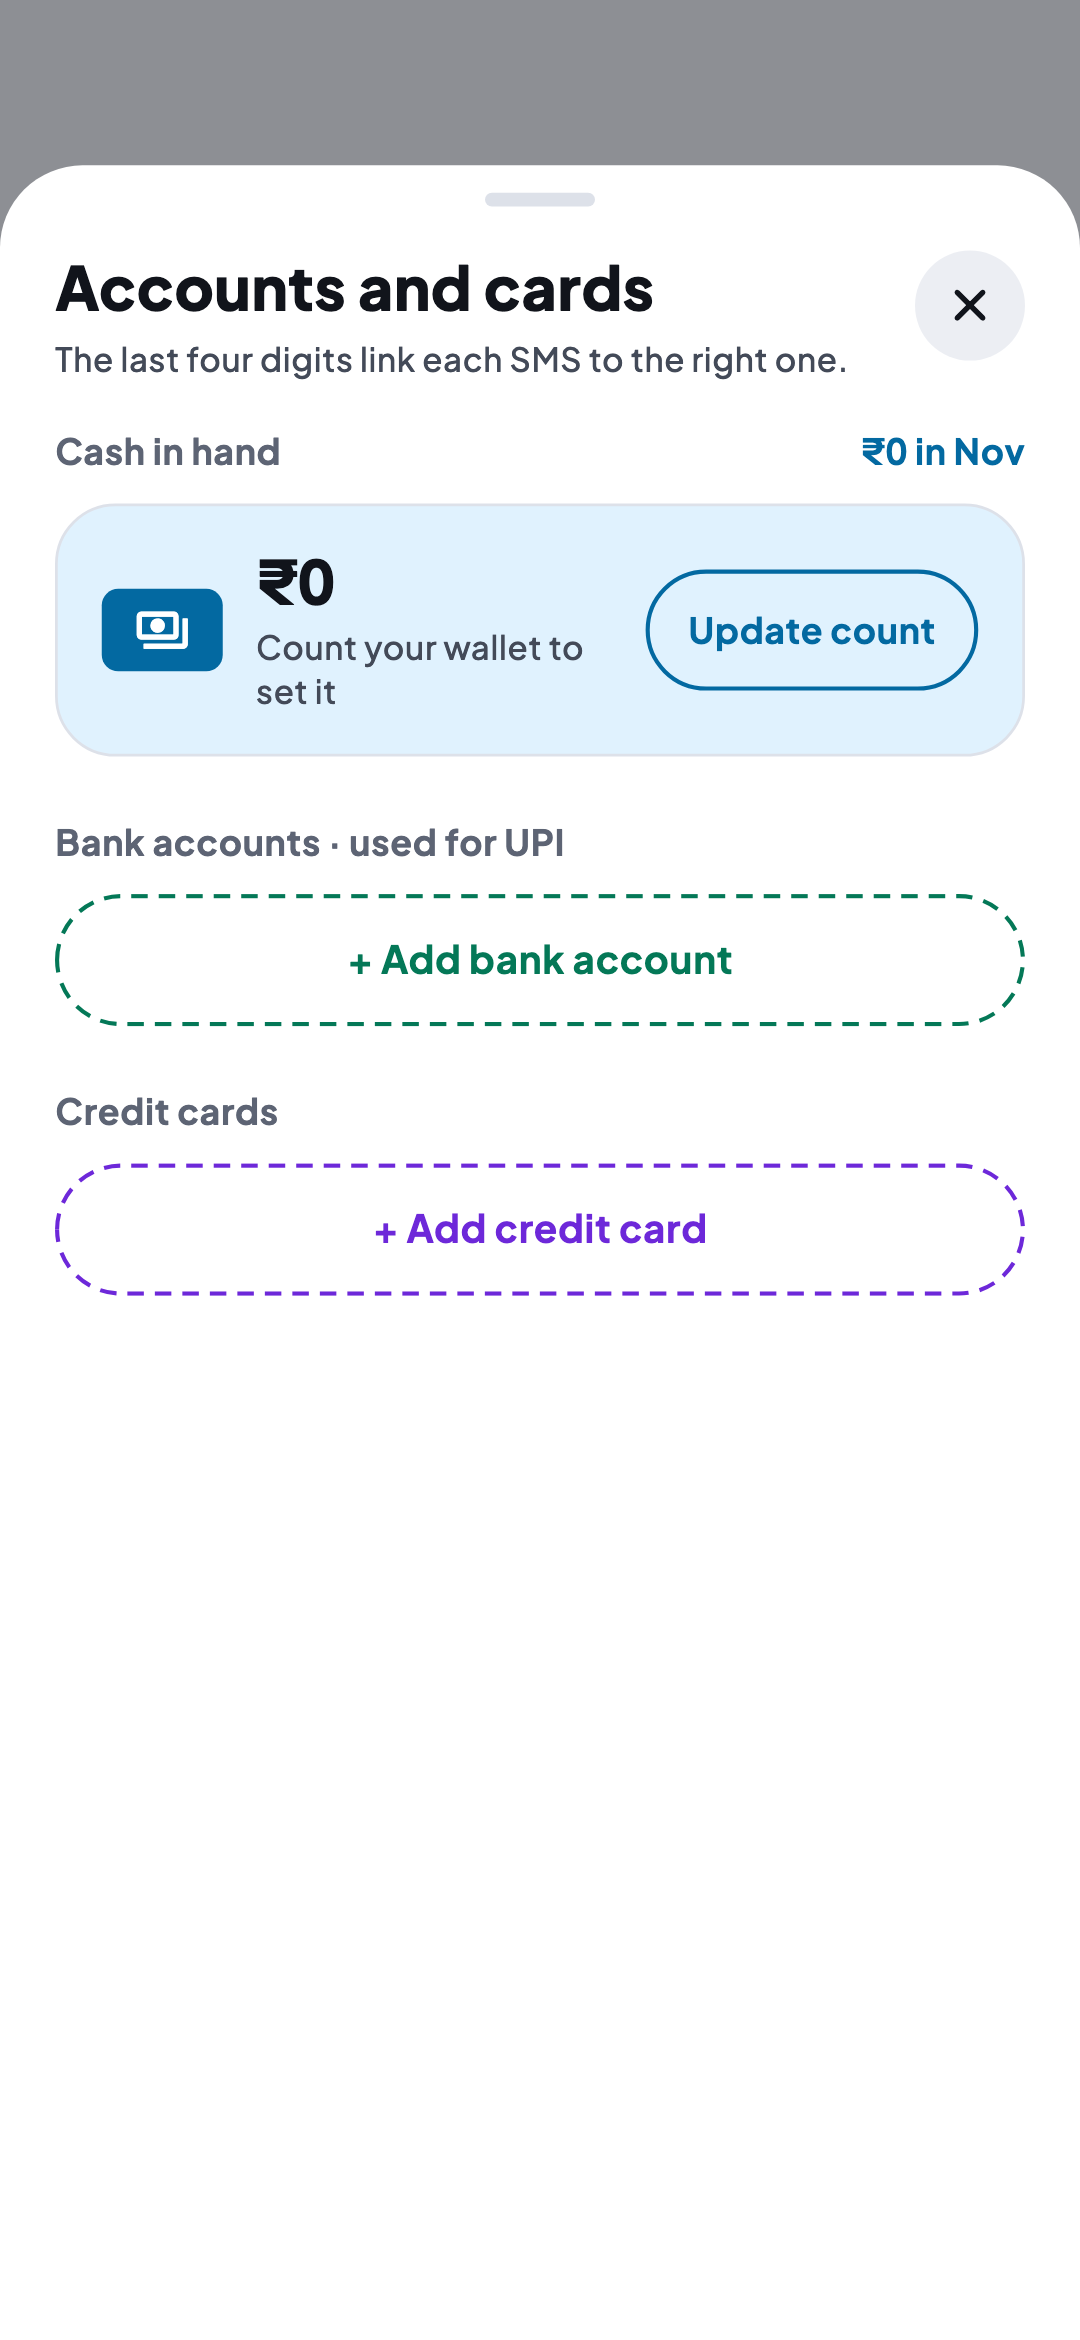 Accounts and cards
The last four digits link each SMS to the right one.
Cash in hand
₹0 in Nov
₹0
Count your wallet to
set it
Update count
Bank accounts · used for UPI
+ Add bank account
Credit cards
+ Add credit card